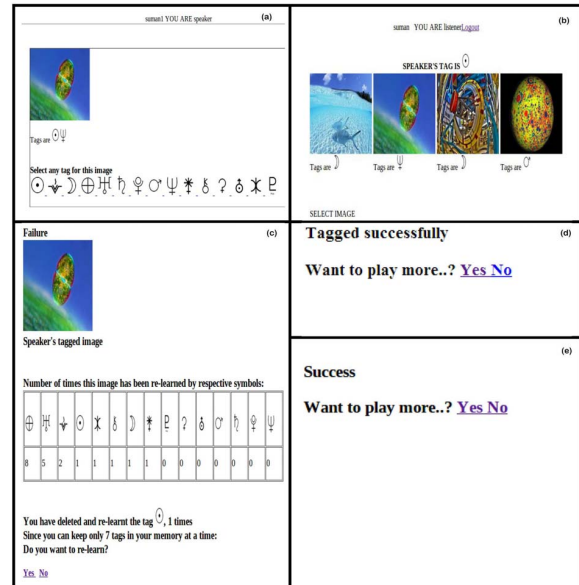 suman1 YOU ARE speaker (a)
Tags are ☉♆
Select any tag for this image
suman YOU ARE listenerLogout (b)
SPEAKER'S TAG IS ☉
Tags are ☽ Tags are ♆ Tags are ☽ Tags are ♂
SELECT IMAGE
Failure (c)
Speaker's tagged image
Number of times this image has been re-learned by respective symbols:
8 5 2 1 1 1 1 1 0 0 0 0 0 0 0
You have deleted and re-learnt the tag ☉, 1 times
Since you can keep only 7 tags in your memory at a time:
Do you want to re-learn?
Yes No
Tagged successfully (d)
Want to play more..? Yes No
(e)
Success
Want to play more..? Yes No